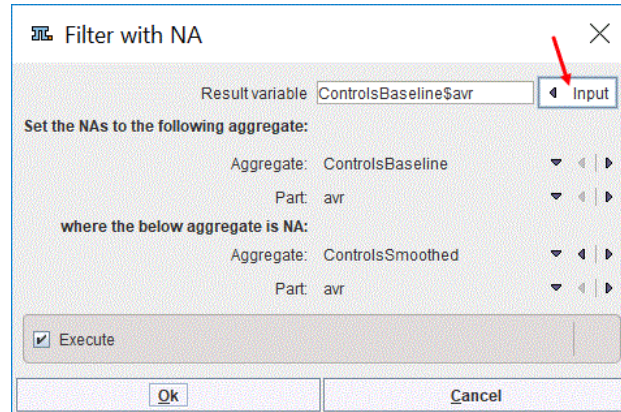 Filter with NA
Result variable ControlsBaseline$avr Input
Set the NAs to the following aggregate:
Aggregate: ControlsBaseline
Part: avr
where the below aggregate is NA:
Aggregate: ControlsSmoothed
Part: avr
Execute
Ok Cancel